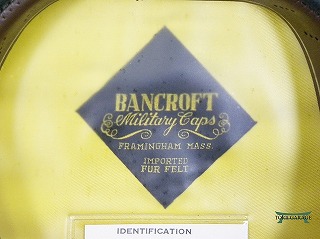 BANCROFT
Military Caps
FRAMINGHAM MASS.
IMPORTED
FUR FELT
IDENTIFICATION